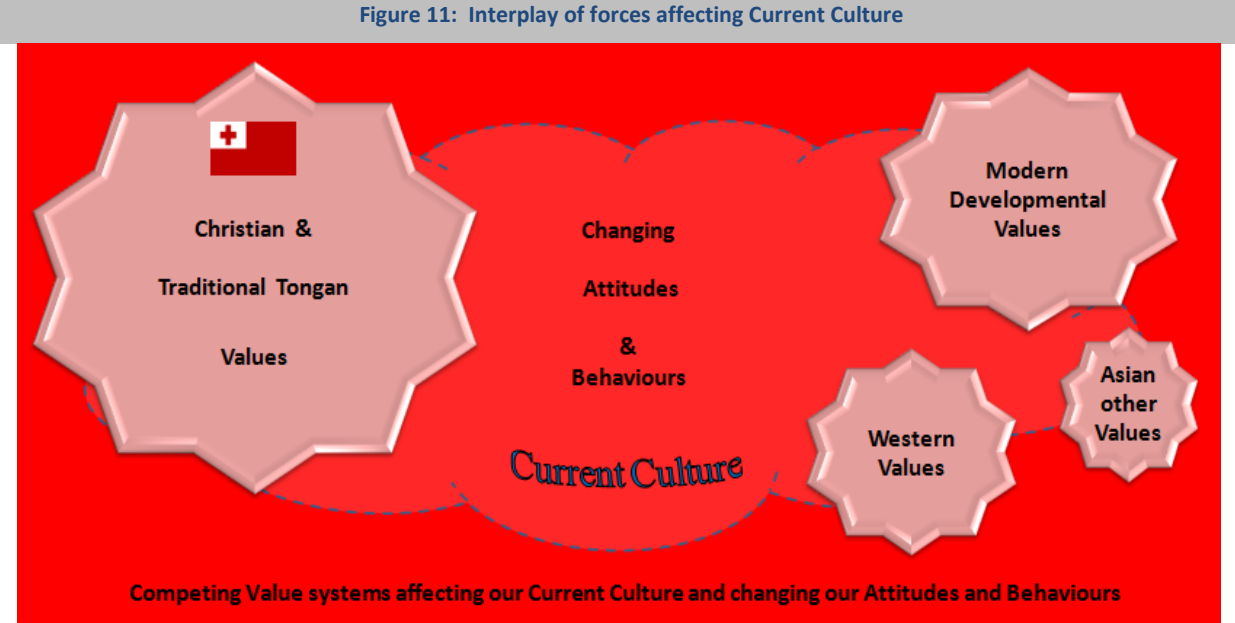 Figure 11: Interplay of forces affecting Current Culture
Christian &
Traditional Tongan
Values
Changing
Attitudes
&
Behaviours
Current Culture
Modern
Developmental
Values
Western
Values
Asian
other
Values
Competing Value systems affecting our Current Culture and changing our Attitudes and Behaviours